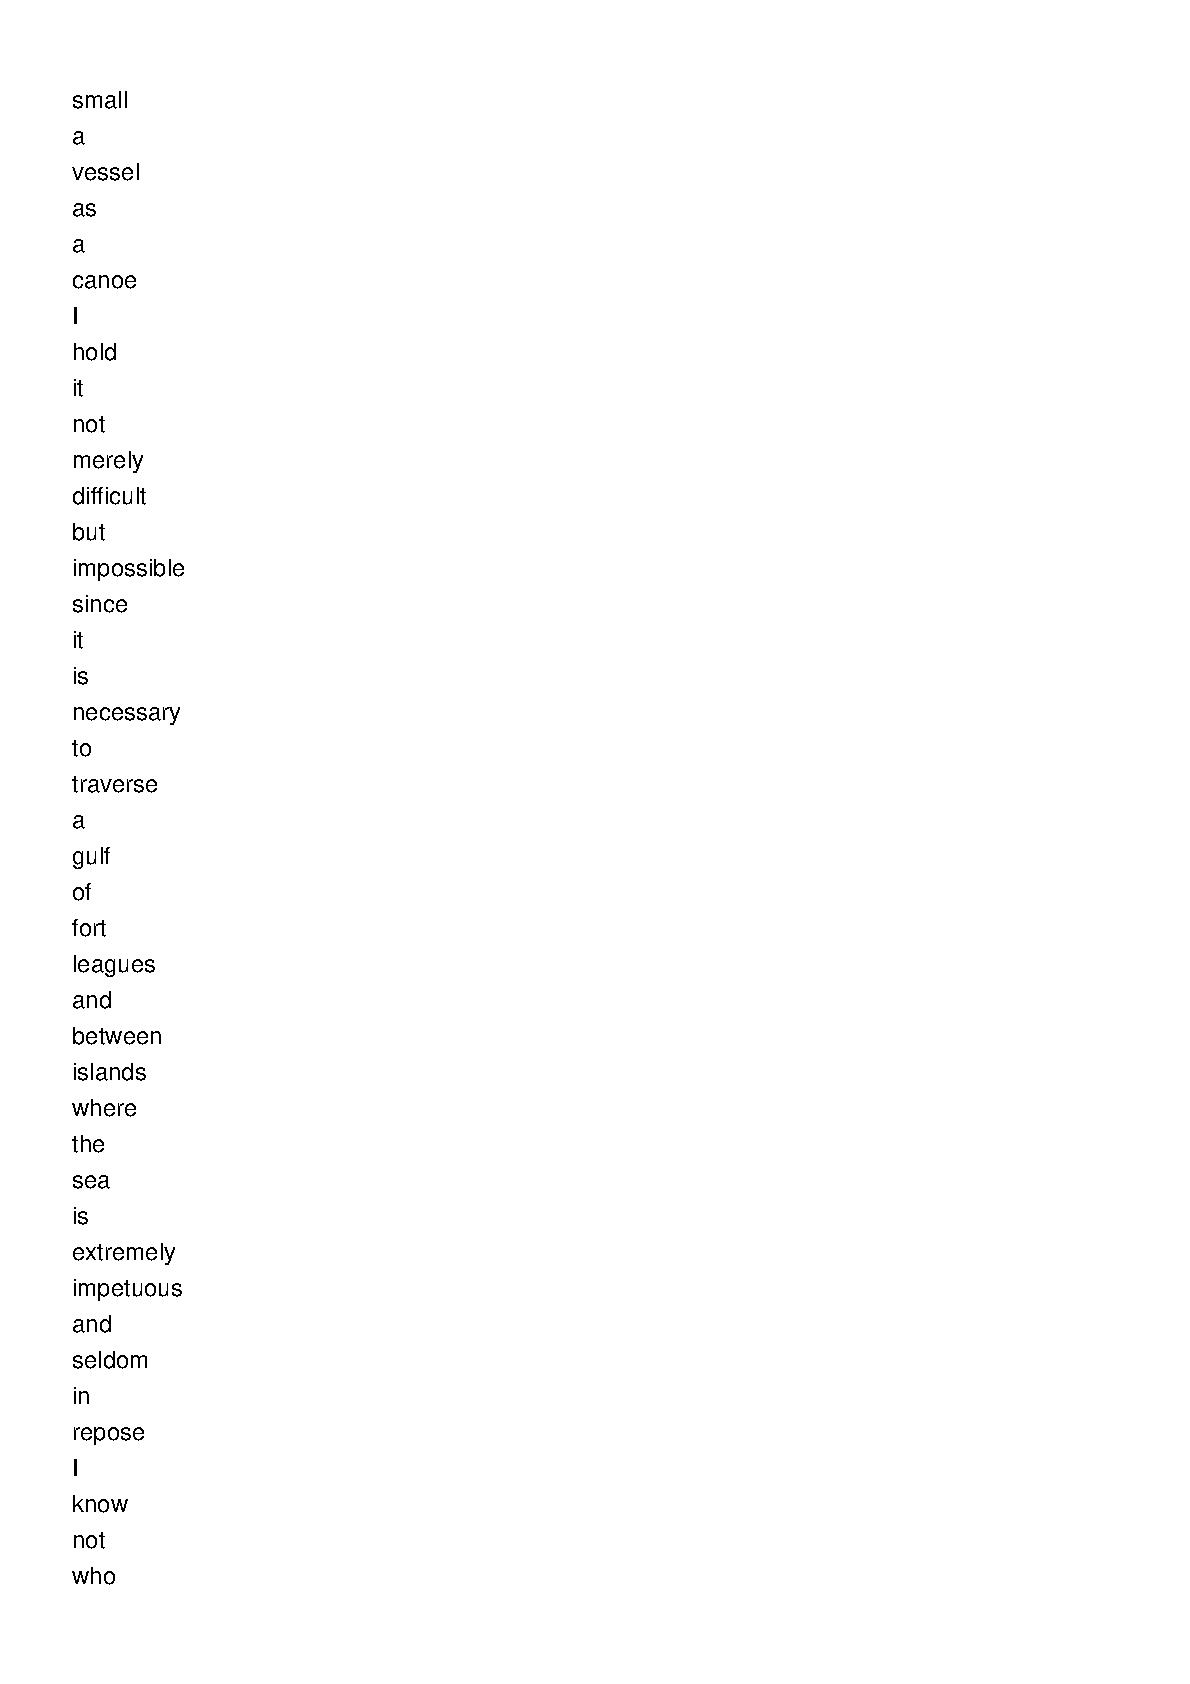 small
a
vessel
as
a
canoe
I
hold
it
not
merely
difficult
but
impossible
since
it
is
necessary
to
traverse
a
gulf
of
fort
leagues
and
between
islands
where
the
sea
is
extremely
impetuous
and
seldom
in
repose
I
know
not
who